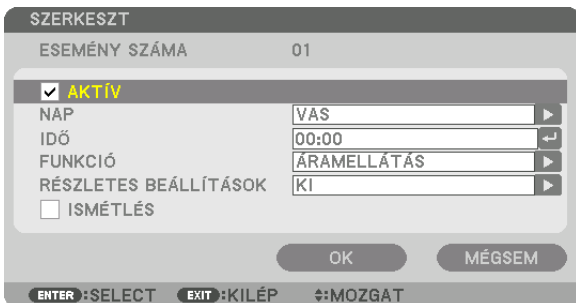 SZERKESZT
ESEMÉNY SZÁMA 01
AKTÍV
NAP VAS
IDŐ 00:00
FUNKCIÓ ÁRAMELLÁTÁS
RÉSZLETES BEÁLLÍTÁSOK KI
ISMÉTLÉS
OK MÉGSEM
ENTER :SELECT EXIT :KILÉP :MOZGAT